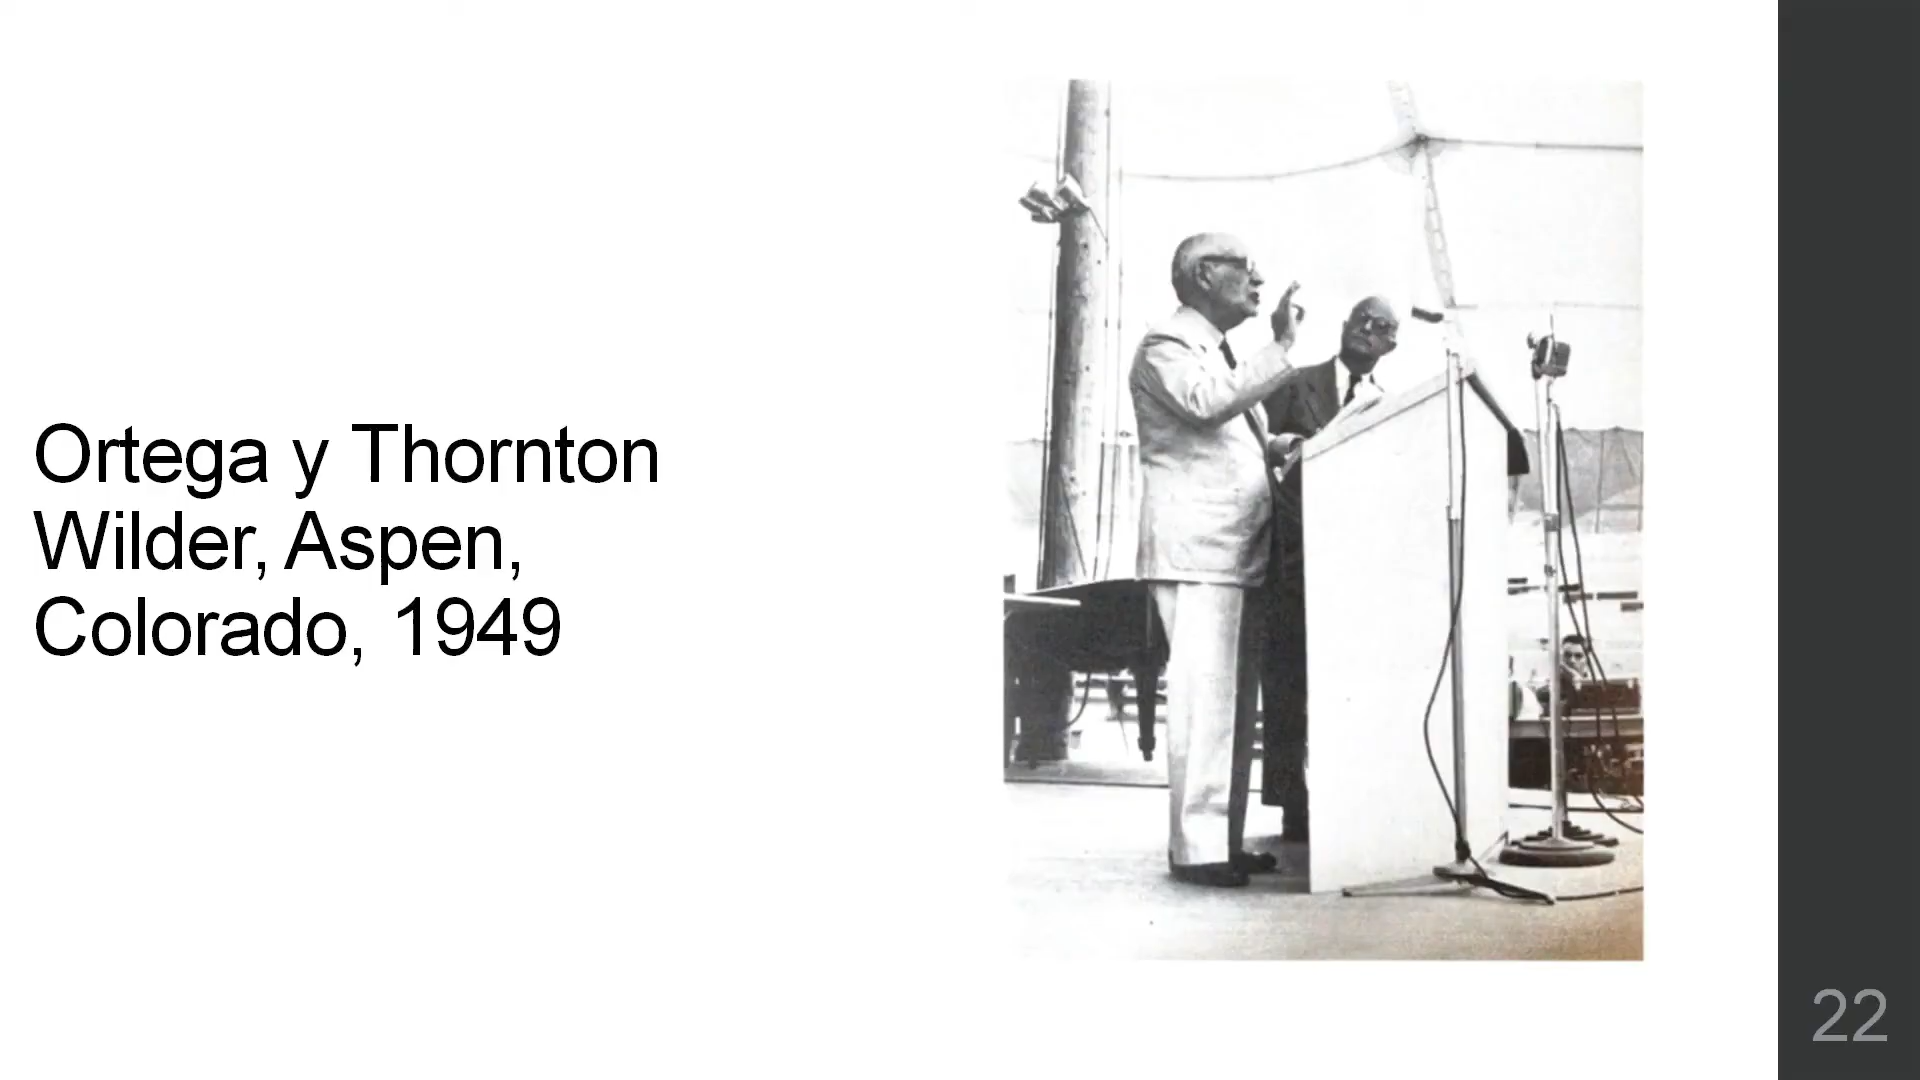 Ortega y Thornton
Wilder, Aspen,
Colorado, 1949
22